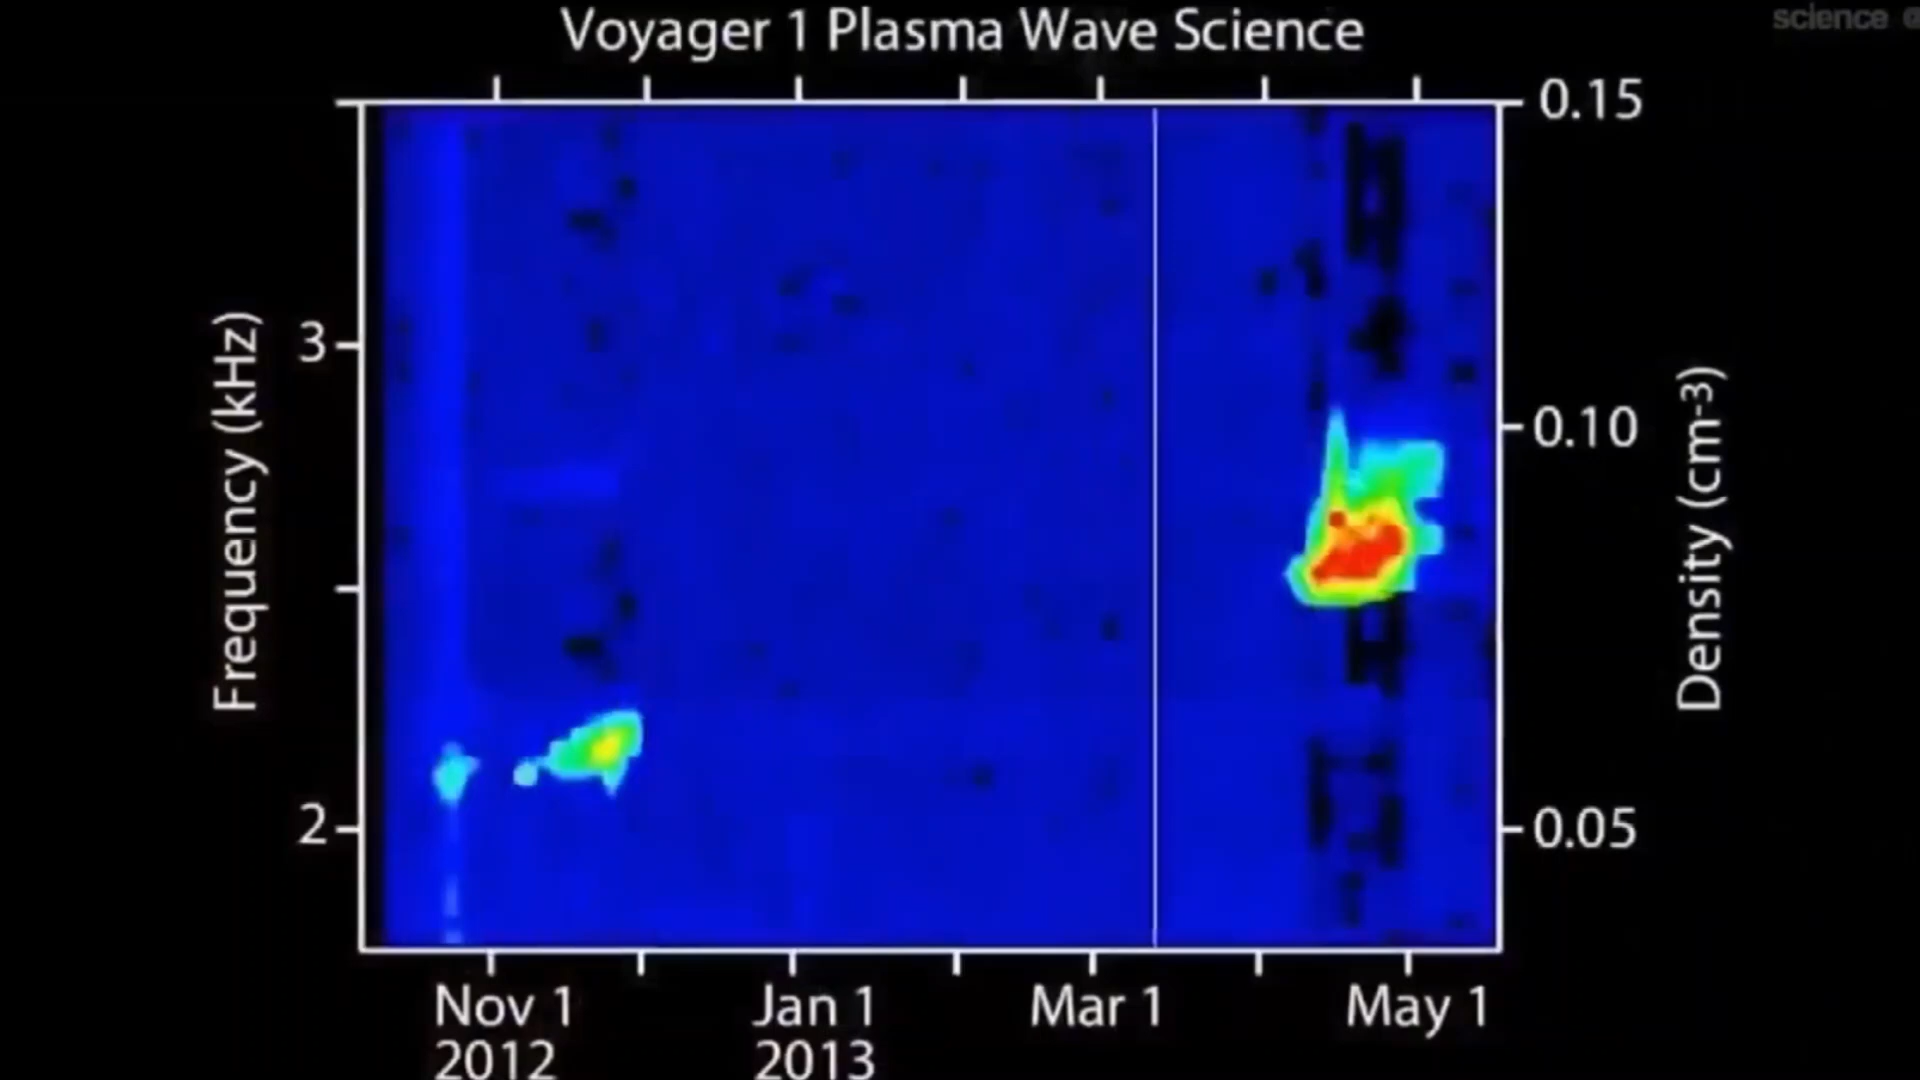 Voyager 1 Plasma Wave Science
science
0.15
3
0.10
Frequency (kHz)
Density (cm-3)
2
0.05
Nov 1
Jan 1
Mar 1
May 1
2012
2013